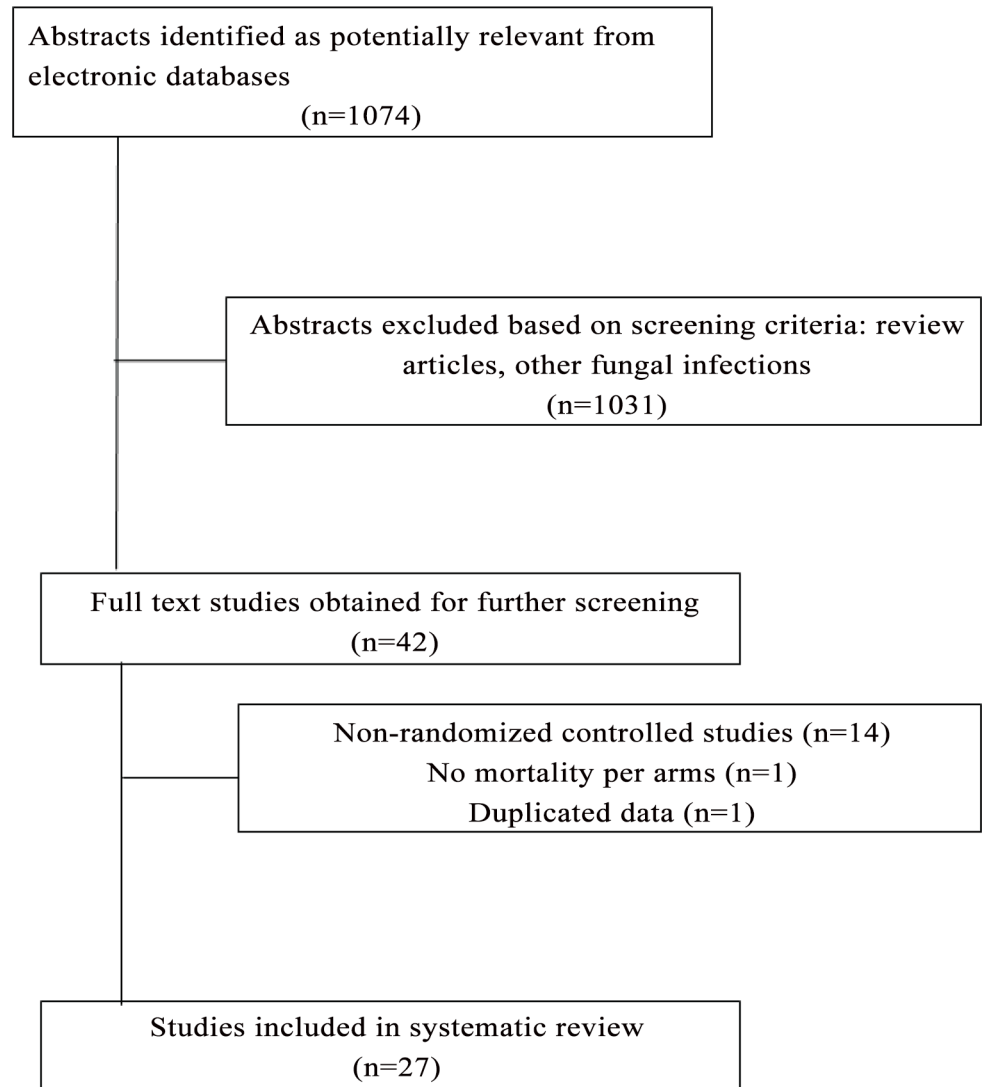 Abstracts identified as potentially relevant from
electronic databases
(n=1074)
Abstracts excluded based on screening criteria: review
articles, other fungal infections
(n=1031)
Full text studies obtained for further screening
(n=42)
Non-randomized controlled studies (n=14)
No mortality per arms (n=1)
Duplicated data (n=1)
Studies included in systematic review
(n=27)